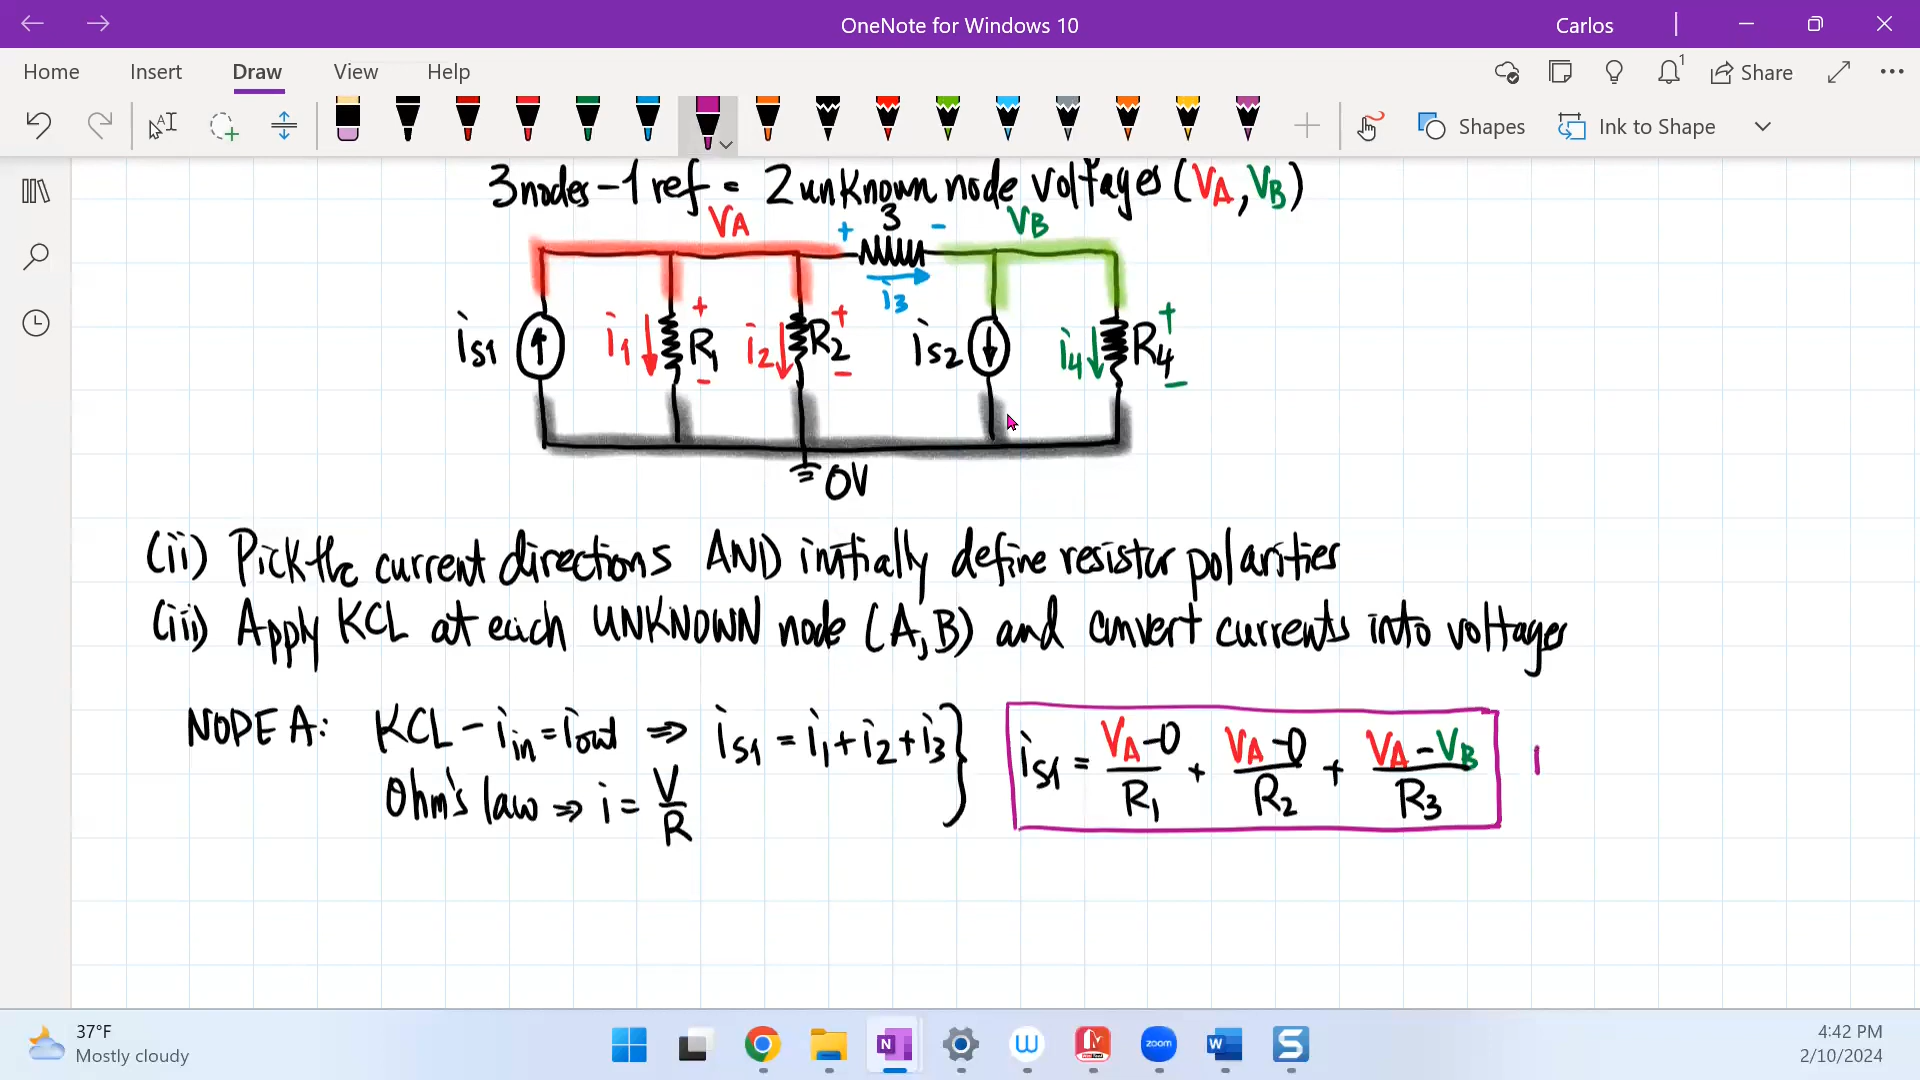 OneNote for Windows 10
Carlos
Home Insert Draw View Help
1
Share
Shapes
Ink to Shape
3 nodes - 1 ref = 2 unknown node voltages (VA, VB)
VA + 3 - VB
i3
is1 i1 + R1 - i2 + R2 - is2 i4 + R4 -
0V
(ii) Pick the current directions AND initially define resistor polarities
(iii) Apply KCL at each UNKNOWN node (A, B) and convert currents into voltages
NODE A: KCL - iin = iout ⇒ is1 = i1 + i2 + i3 } is1 = (VA - 0)/R1 + (VA - 0)/R2 + (VA - VB)/R3
Ohm's law ⇒ i = V/R
37°F
Mostly cloudy
zoom
4:42 PM
2/10/2024